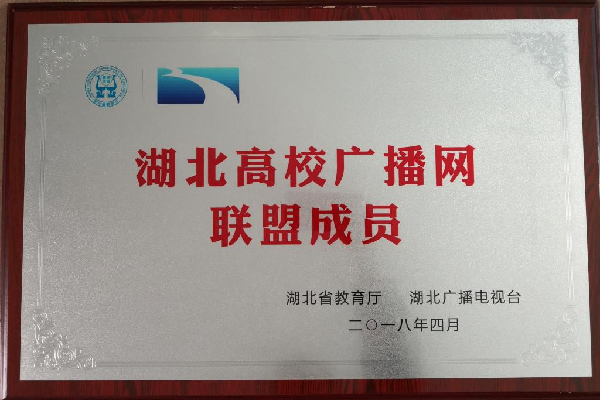 湖北高校广播网
联盟成员
湖北省教育厅 湖北广播电视台
二〇一八年四月